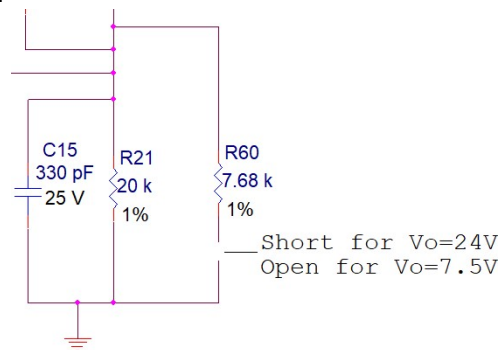 C15
330 pF
25 V
R21
20 k
1%
R60
7.68 k
1%
Short for Vo=24V
Open for Vo=7.5V